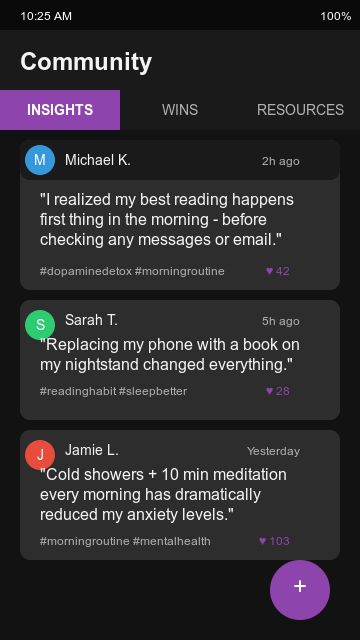 10:25 AM 100%
Community
INSIGHTS WINS RESOURCES
M Michael K. 2h ago
"I realized my best reading happens
first thing in the morning - before
checking any messages or email."
#dopaminedetox #morningroutine ♥ 42
S Sarah T. 5h ago
"Replacing my phone with a book on
my nightstand changed everything."
#readinghabit #sleepbetter ♥ 28
J Jamie L. Yesterday
"Cold showers + 10 min meditation
every morning has dramatically
reduced my anxiety levels."
#morningroutine #mentalhealth ♥ 103
+